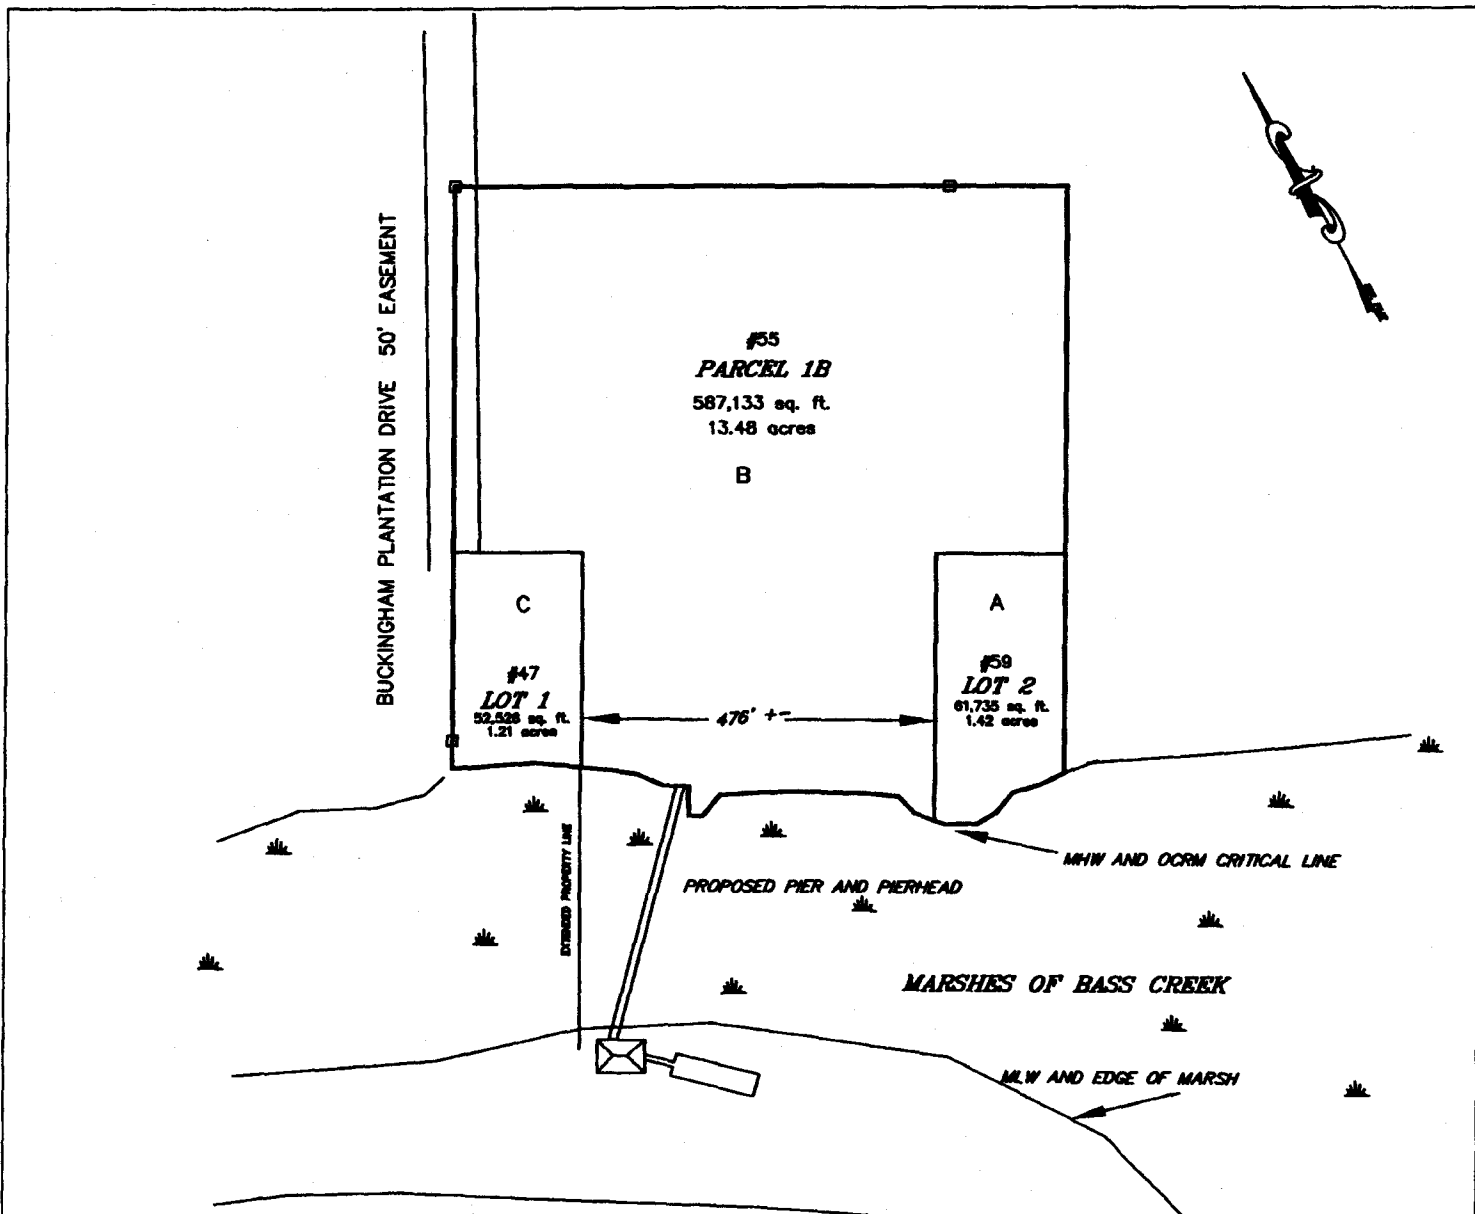 BUCKINGHAM PLANTATION DRIVE 50' EASEMENT
#55
PARCEL 1B
587,133 sq. ft.
13.48 acres
B
C
#47
LOT 1
52,526 sq. ft.
1.21 acres
476' +-
A
#59
LOT 2
61,735 sq. ft.
1.42 acres
EXTENDED PROPERTY LINE
MHW AND OCRM CRITICAL LINE
PROPOSED PIER AND PIERHEAD
MARSHES OF BASS CREEK
MLW AND EDGE OF MARSH